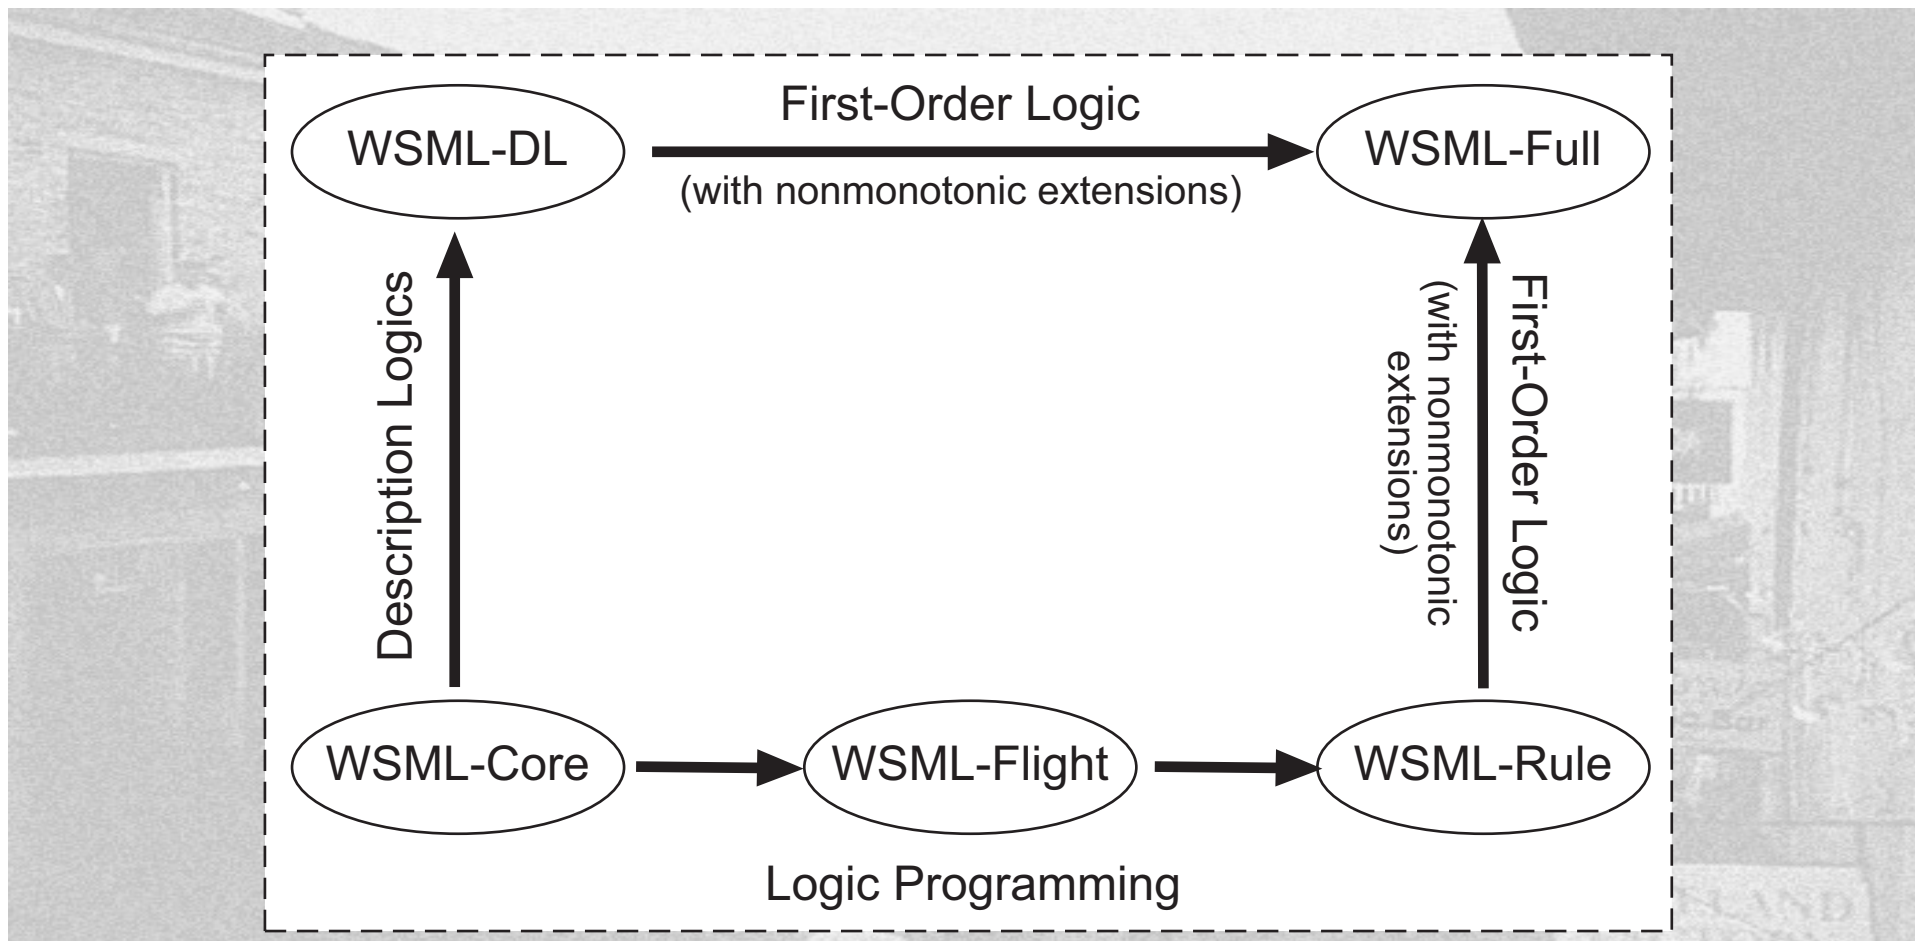 First-Order Logic
WSML-DL
WSML-Full
(with nonmonotonic extensions)
Description Logics
First-Order Logic
(with nonmonotonic
extensions)
WSML-Core
WSML-Flight
WSML-Rule
Logic Programming
LAND